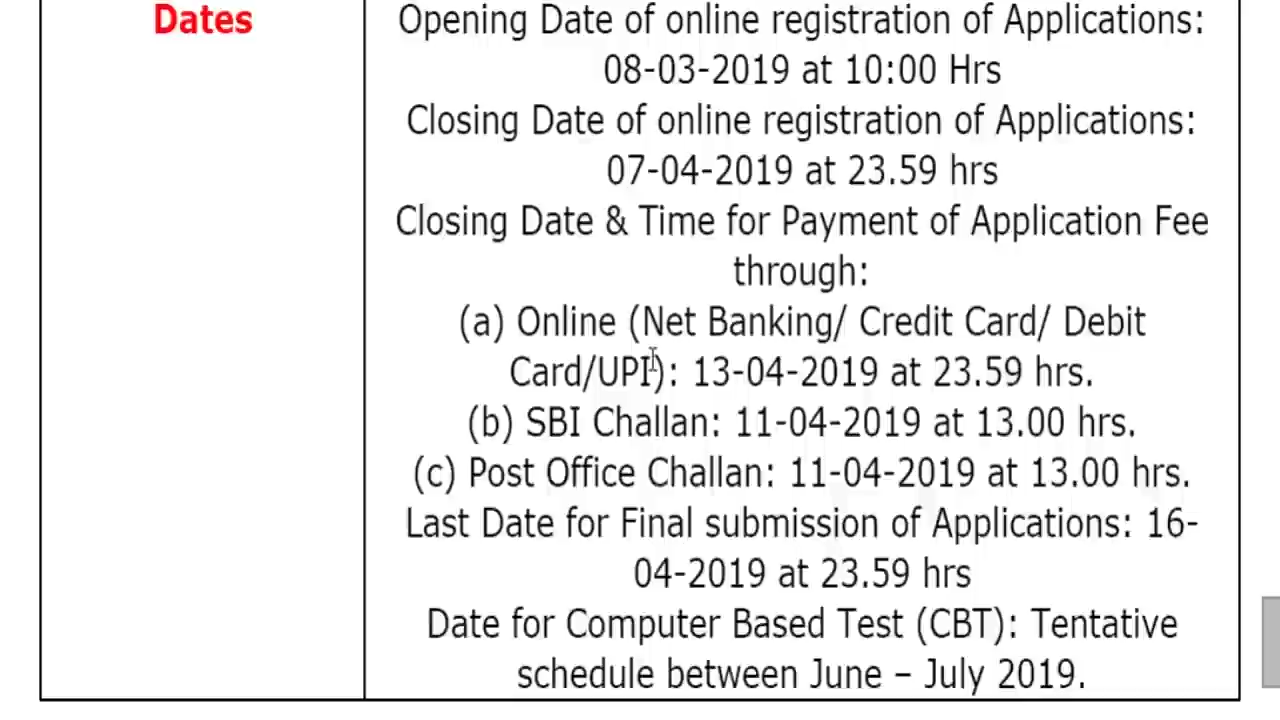 Dates
Opening Date of online registration of Applications:
08-03-2019 at 10:00 Hrs
Closing Date of online registration of Applications:
07-04-2019 at 23.59 hrs
Closing Date & Time for Payment of Application Fee
through:
(a) Online (Net Banking/ Credit Card/ Debit
Card/UPI): 13-04-2019 at 23.59 hrs.
(b) SBI Challan: 11-04-2019 at 13.00 hrs.
(c) Post Office Challan: 11-04-2019 at 13.00 hrs.
Last Date for Final submission of Applications: 16-
04-2019 at 23.59 hrs
Date for Computer Based Test (CBT): Tentative
schedule between June – July 2019.